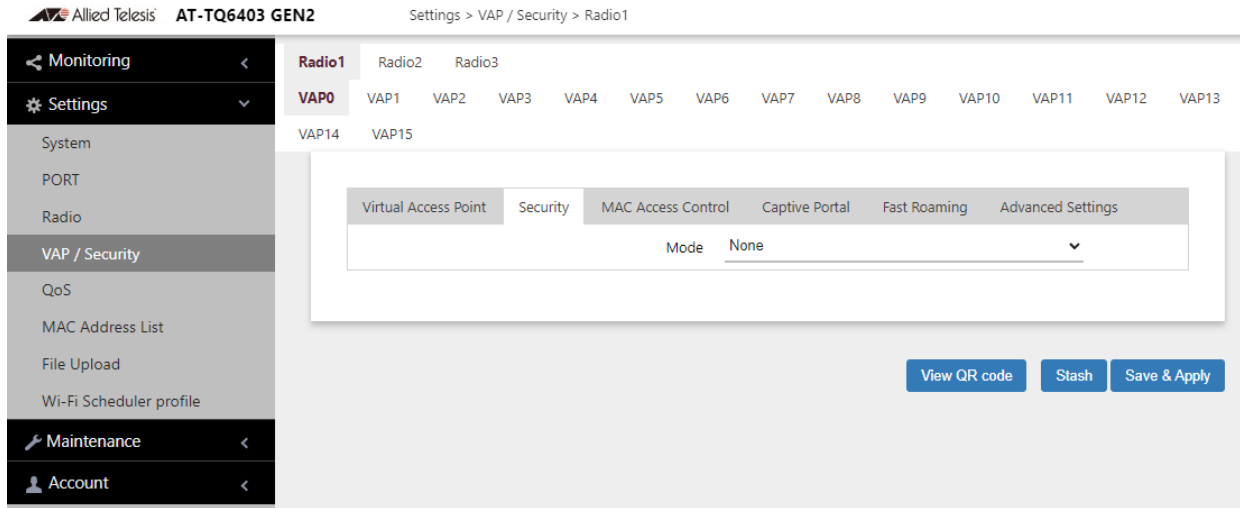 Allied Telesis AT-TQ6403 GEN2 Settings > VAP / Security > Radio1
Monitoring
Settings
System
PORT
Radio
VAP / Security
QoS
MAC Address List
File Upload
Wi-Fi Scheduler profile
Maintenance
Account
Radio1 Radio2 Radio3
VAP0 VAP1 VAP2 VAP3 VAP4 VAP5 VAP6 VAP7 VAP8 VAP9 VAP10 VAP11 VAP12 VAP13
VAP14 VAP15
Virtual Access Point Security MAC Access Control Captive Portal Fast Roaming Advanced Settings
Mode None
View QR code Stash Save & Apply